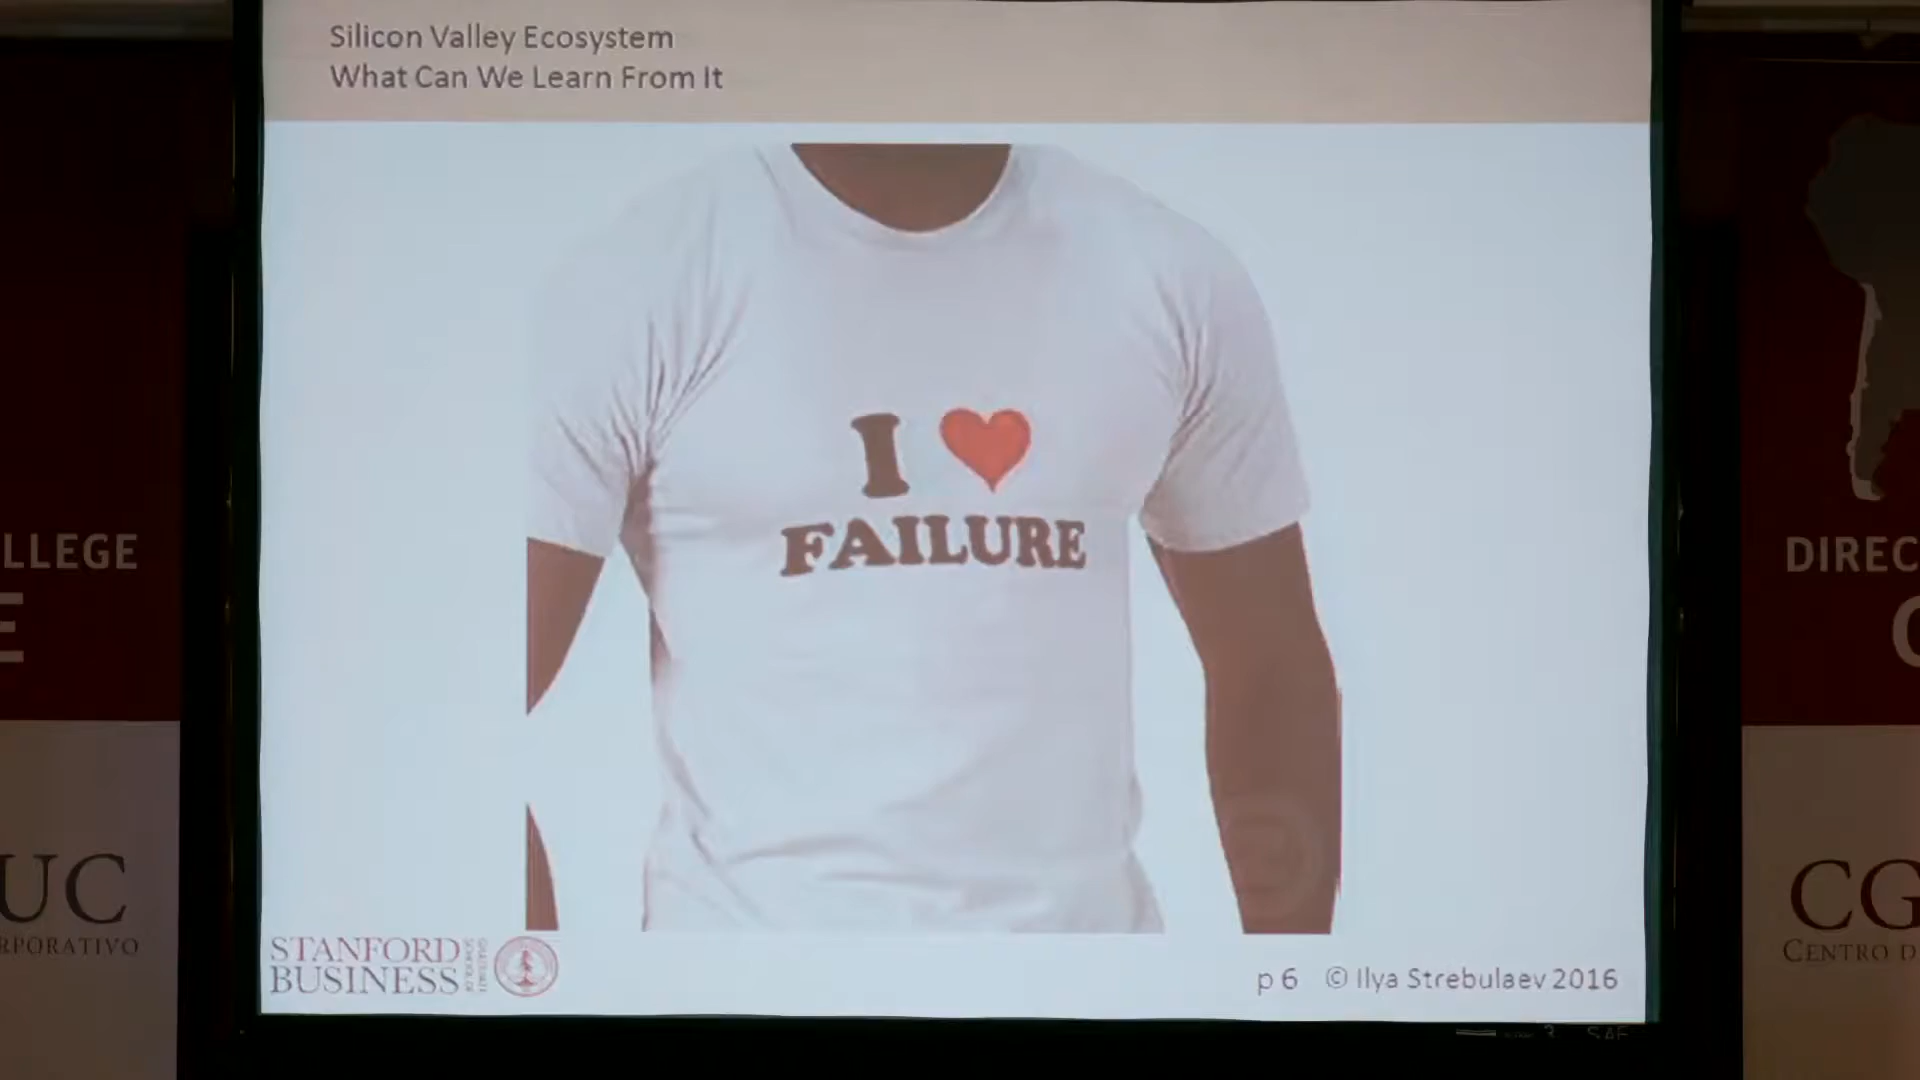 Silicon Valley Ecosystem
What Can We Learn From It
I ♥
FAILURE
STANFORD
BUSINESS
p 6 © Ilya Strebulaev 2016
LLEGE
E
UC
RPORATIVO
DIREC
C
CG
CENTRO D